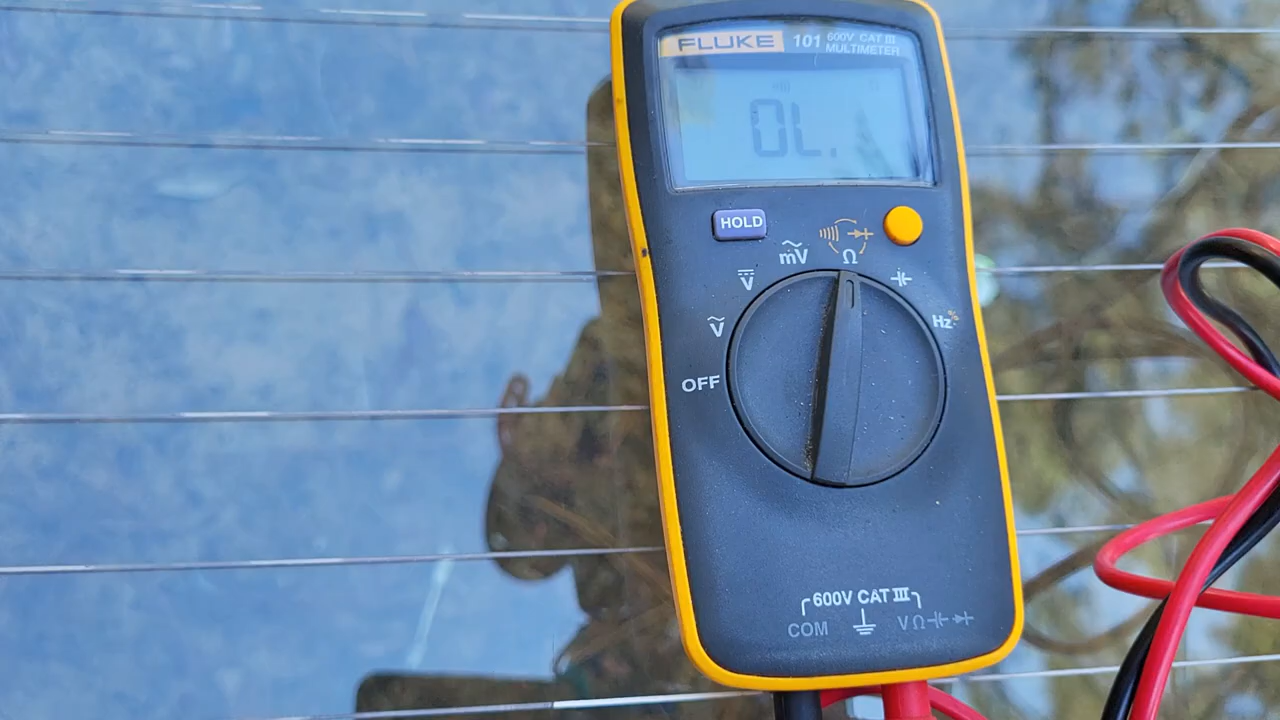 FLUKE 101 600V CAT III
MULTIMETER
OL.
HOLD
Ω
mV
V
Hz%
V
OFF
600V CAT III
COM VΩ